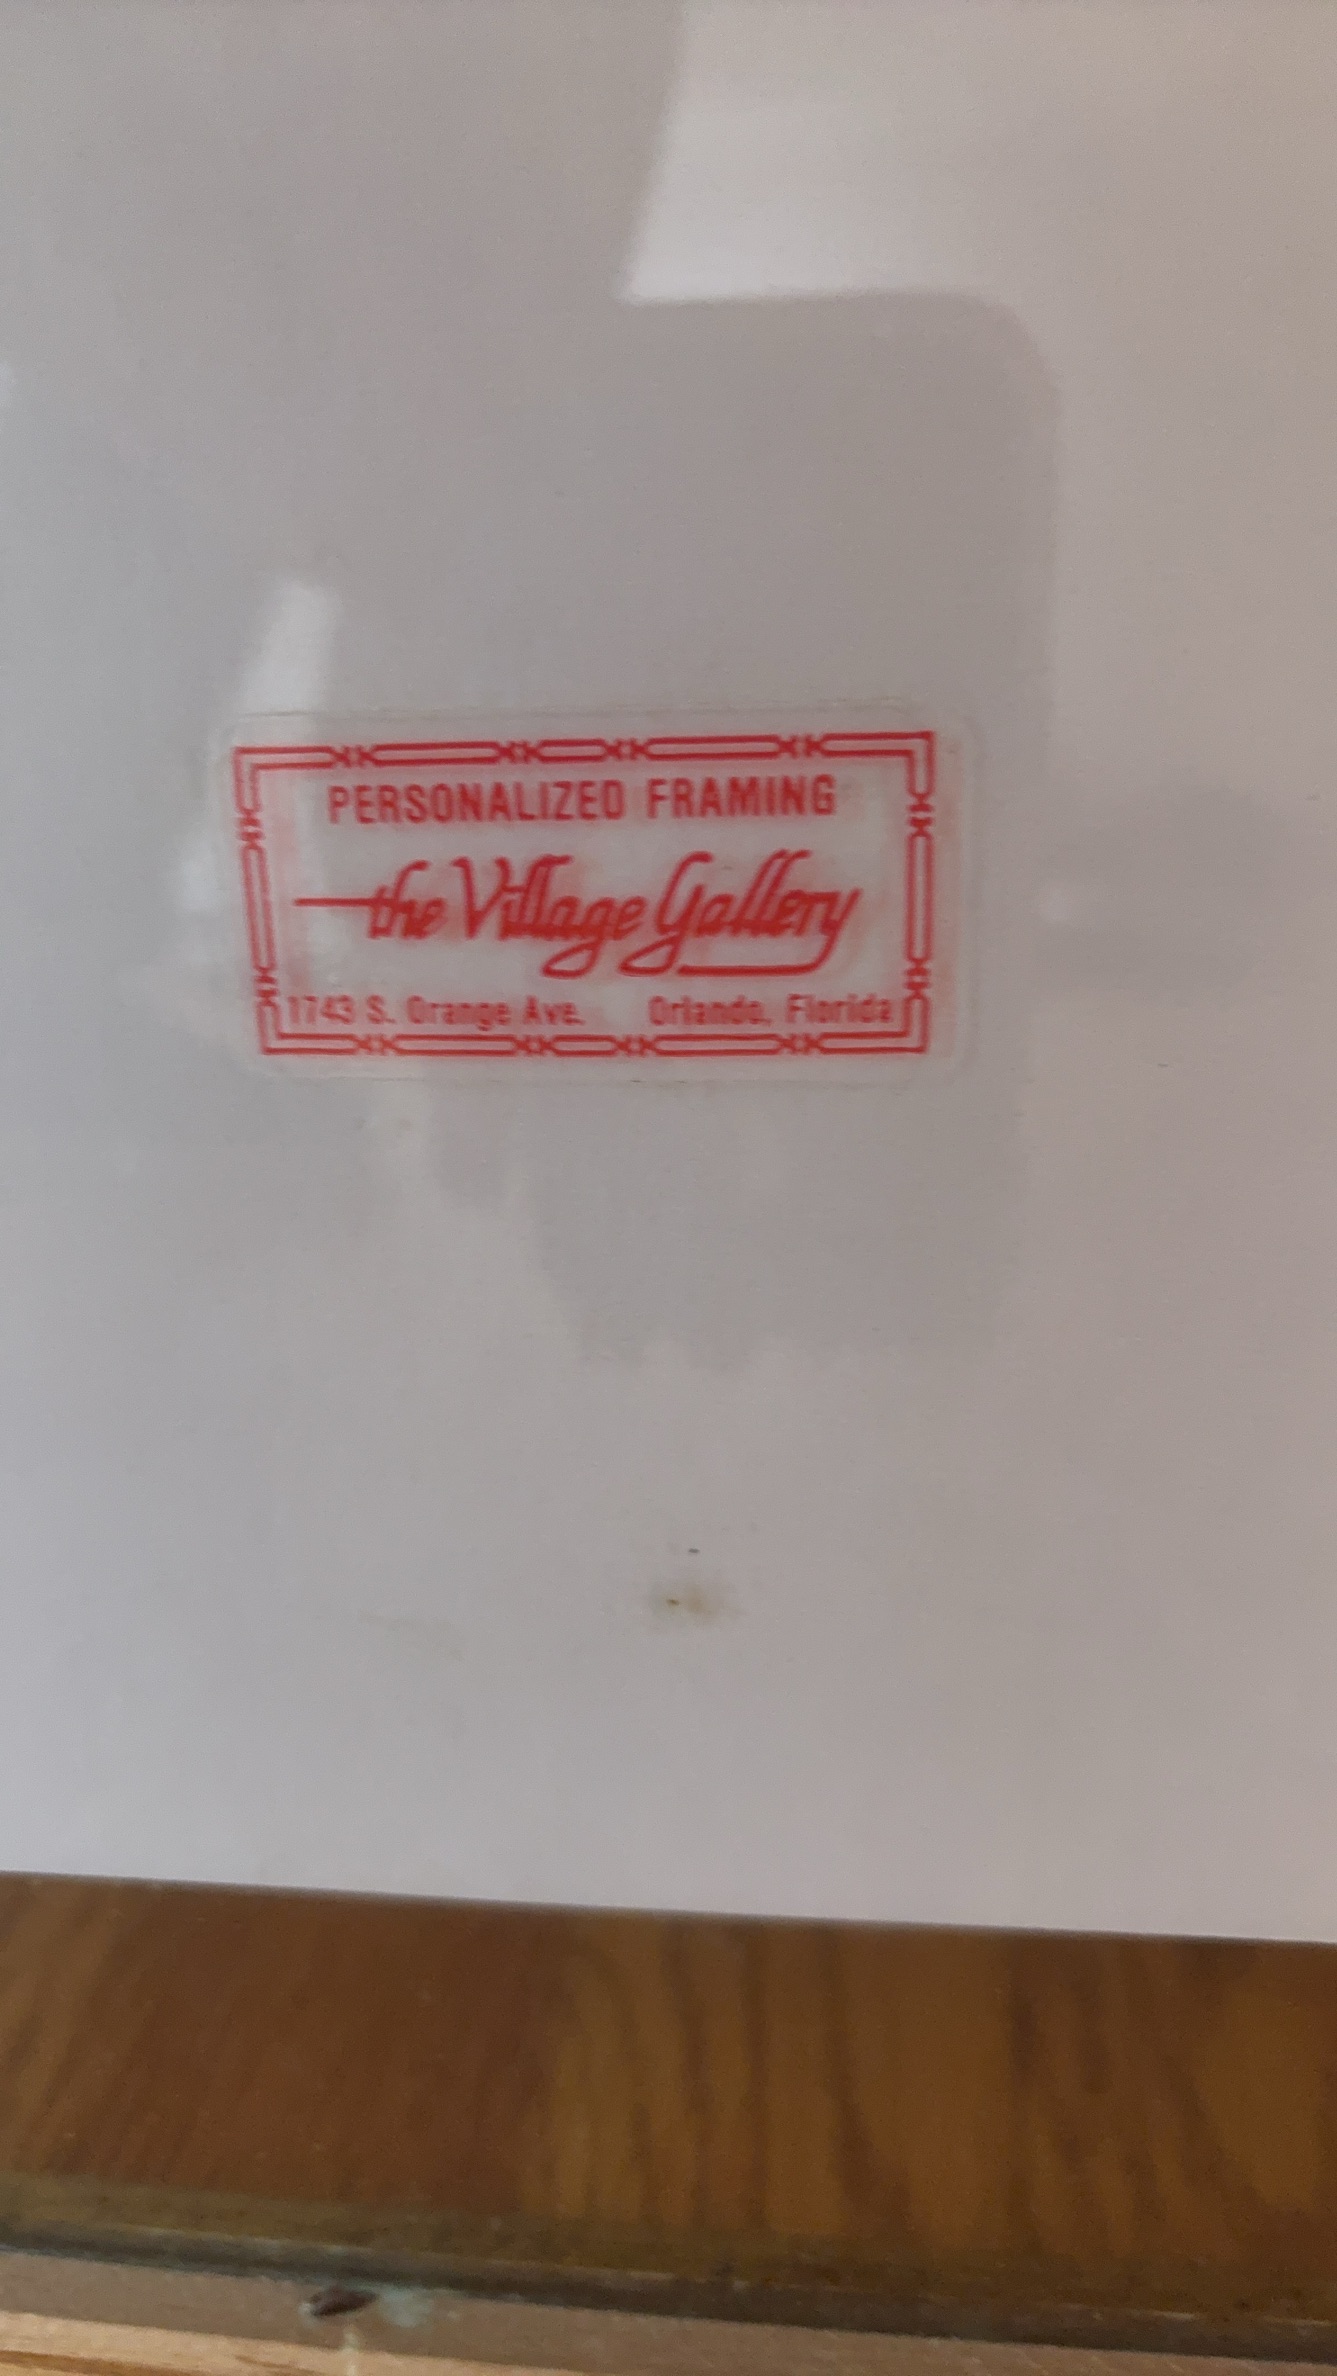 PERSONALIZED FRAMING
the Village Gallery
1743 S. Orange Ave. Orlando, Florida